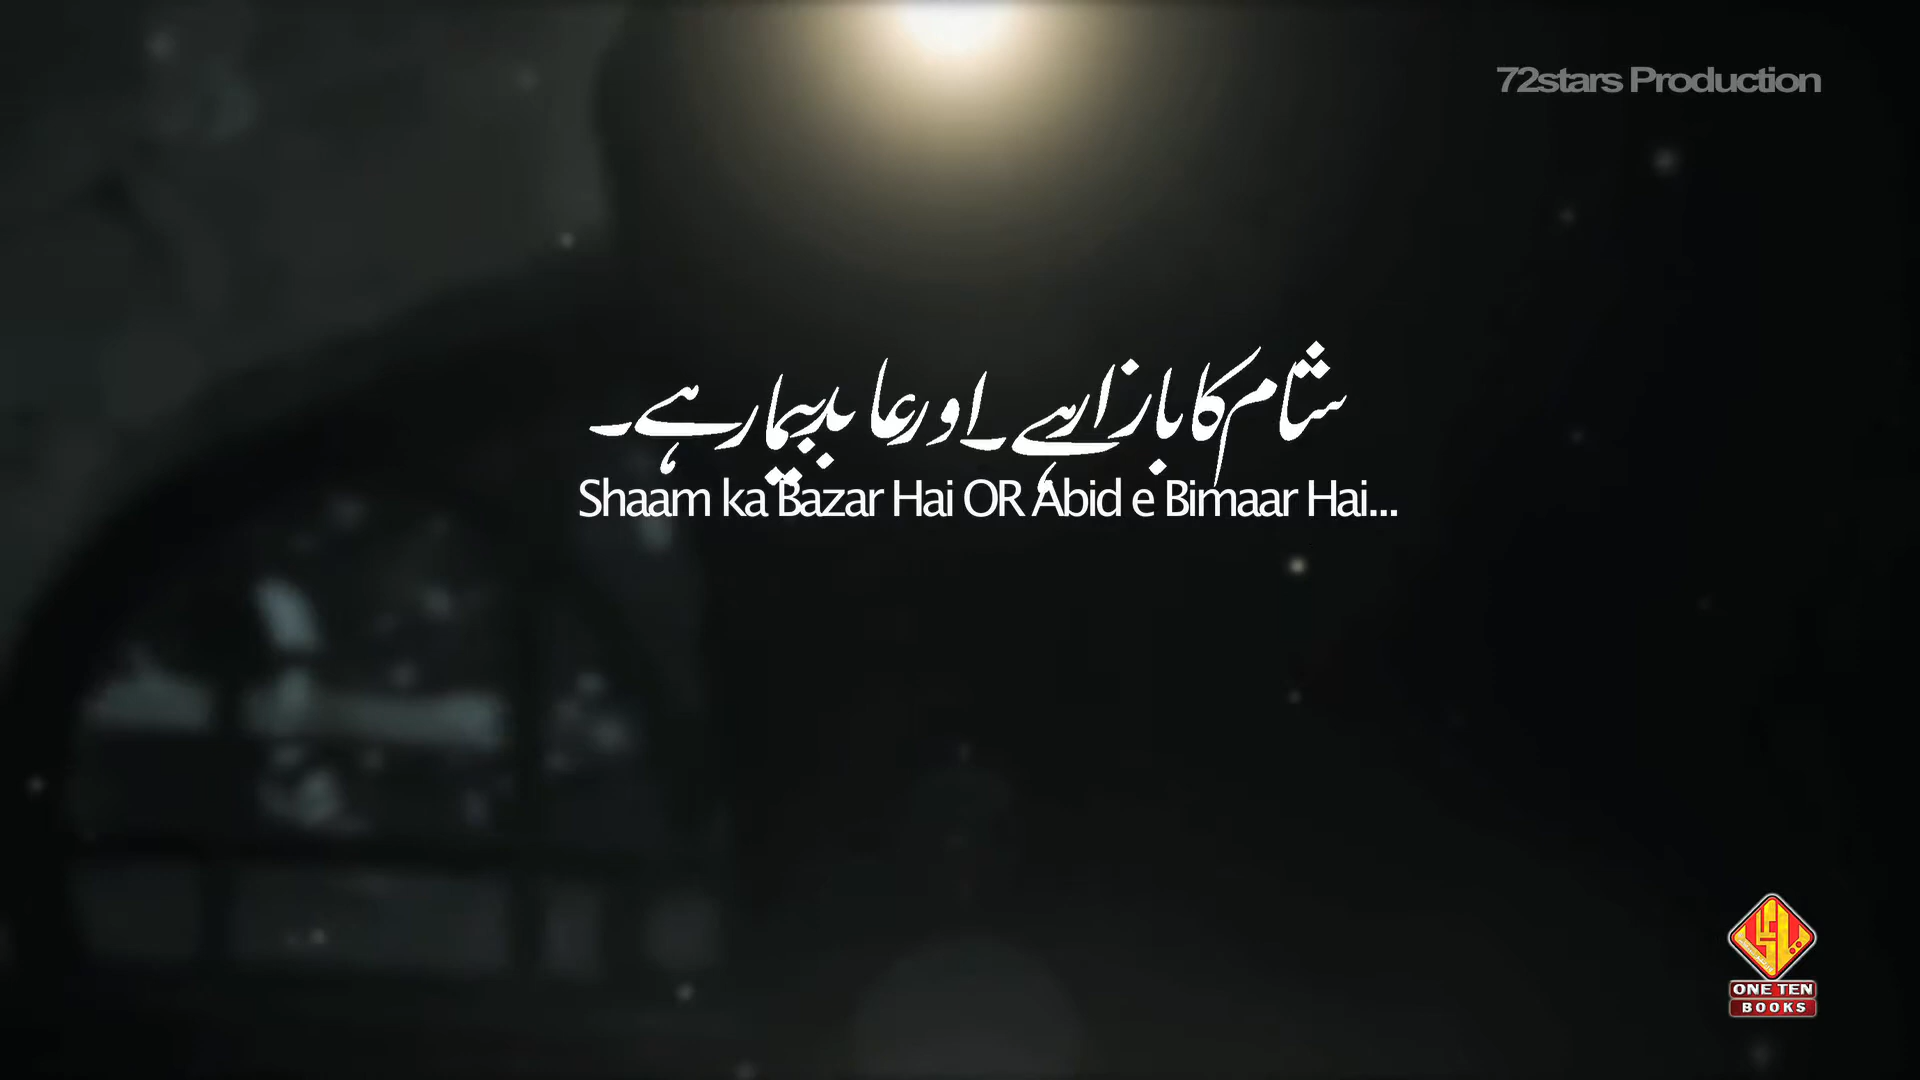 72stars Production
شام کا بازار ہے۔ اور عابد بیمار ہے۔
Shaam ka Bazar Hai OR Abid e Bimaar Hai...
ONE TEN
BOOKS